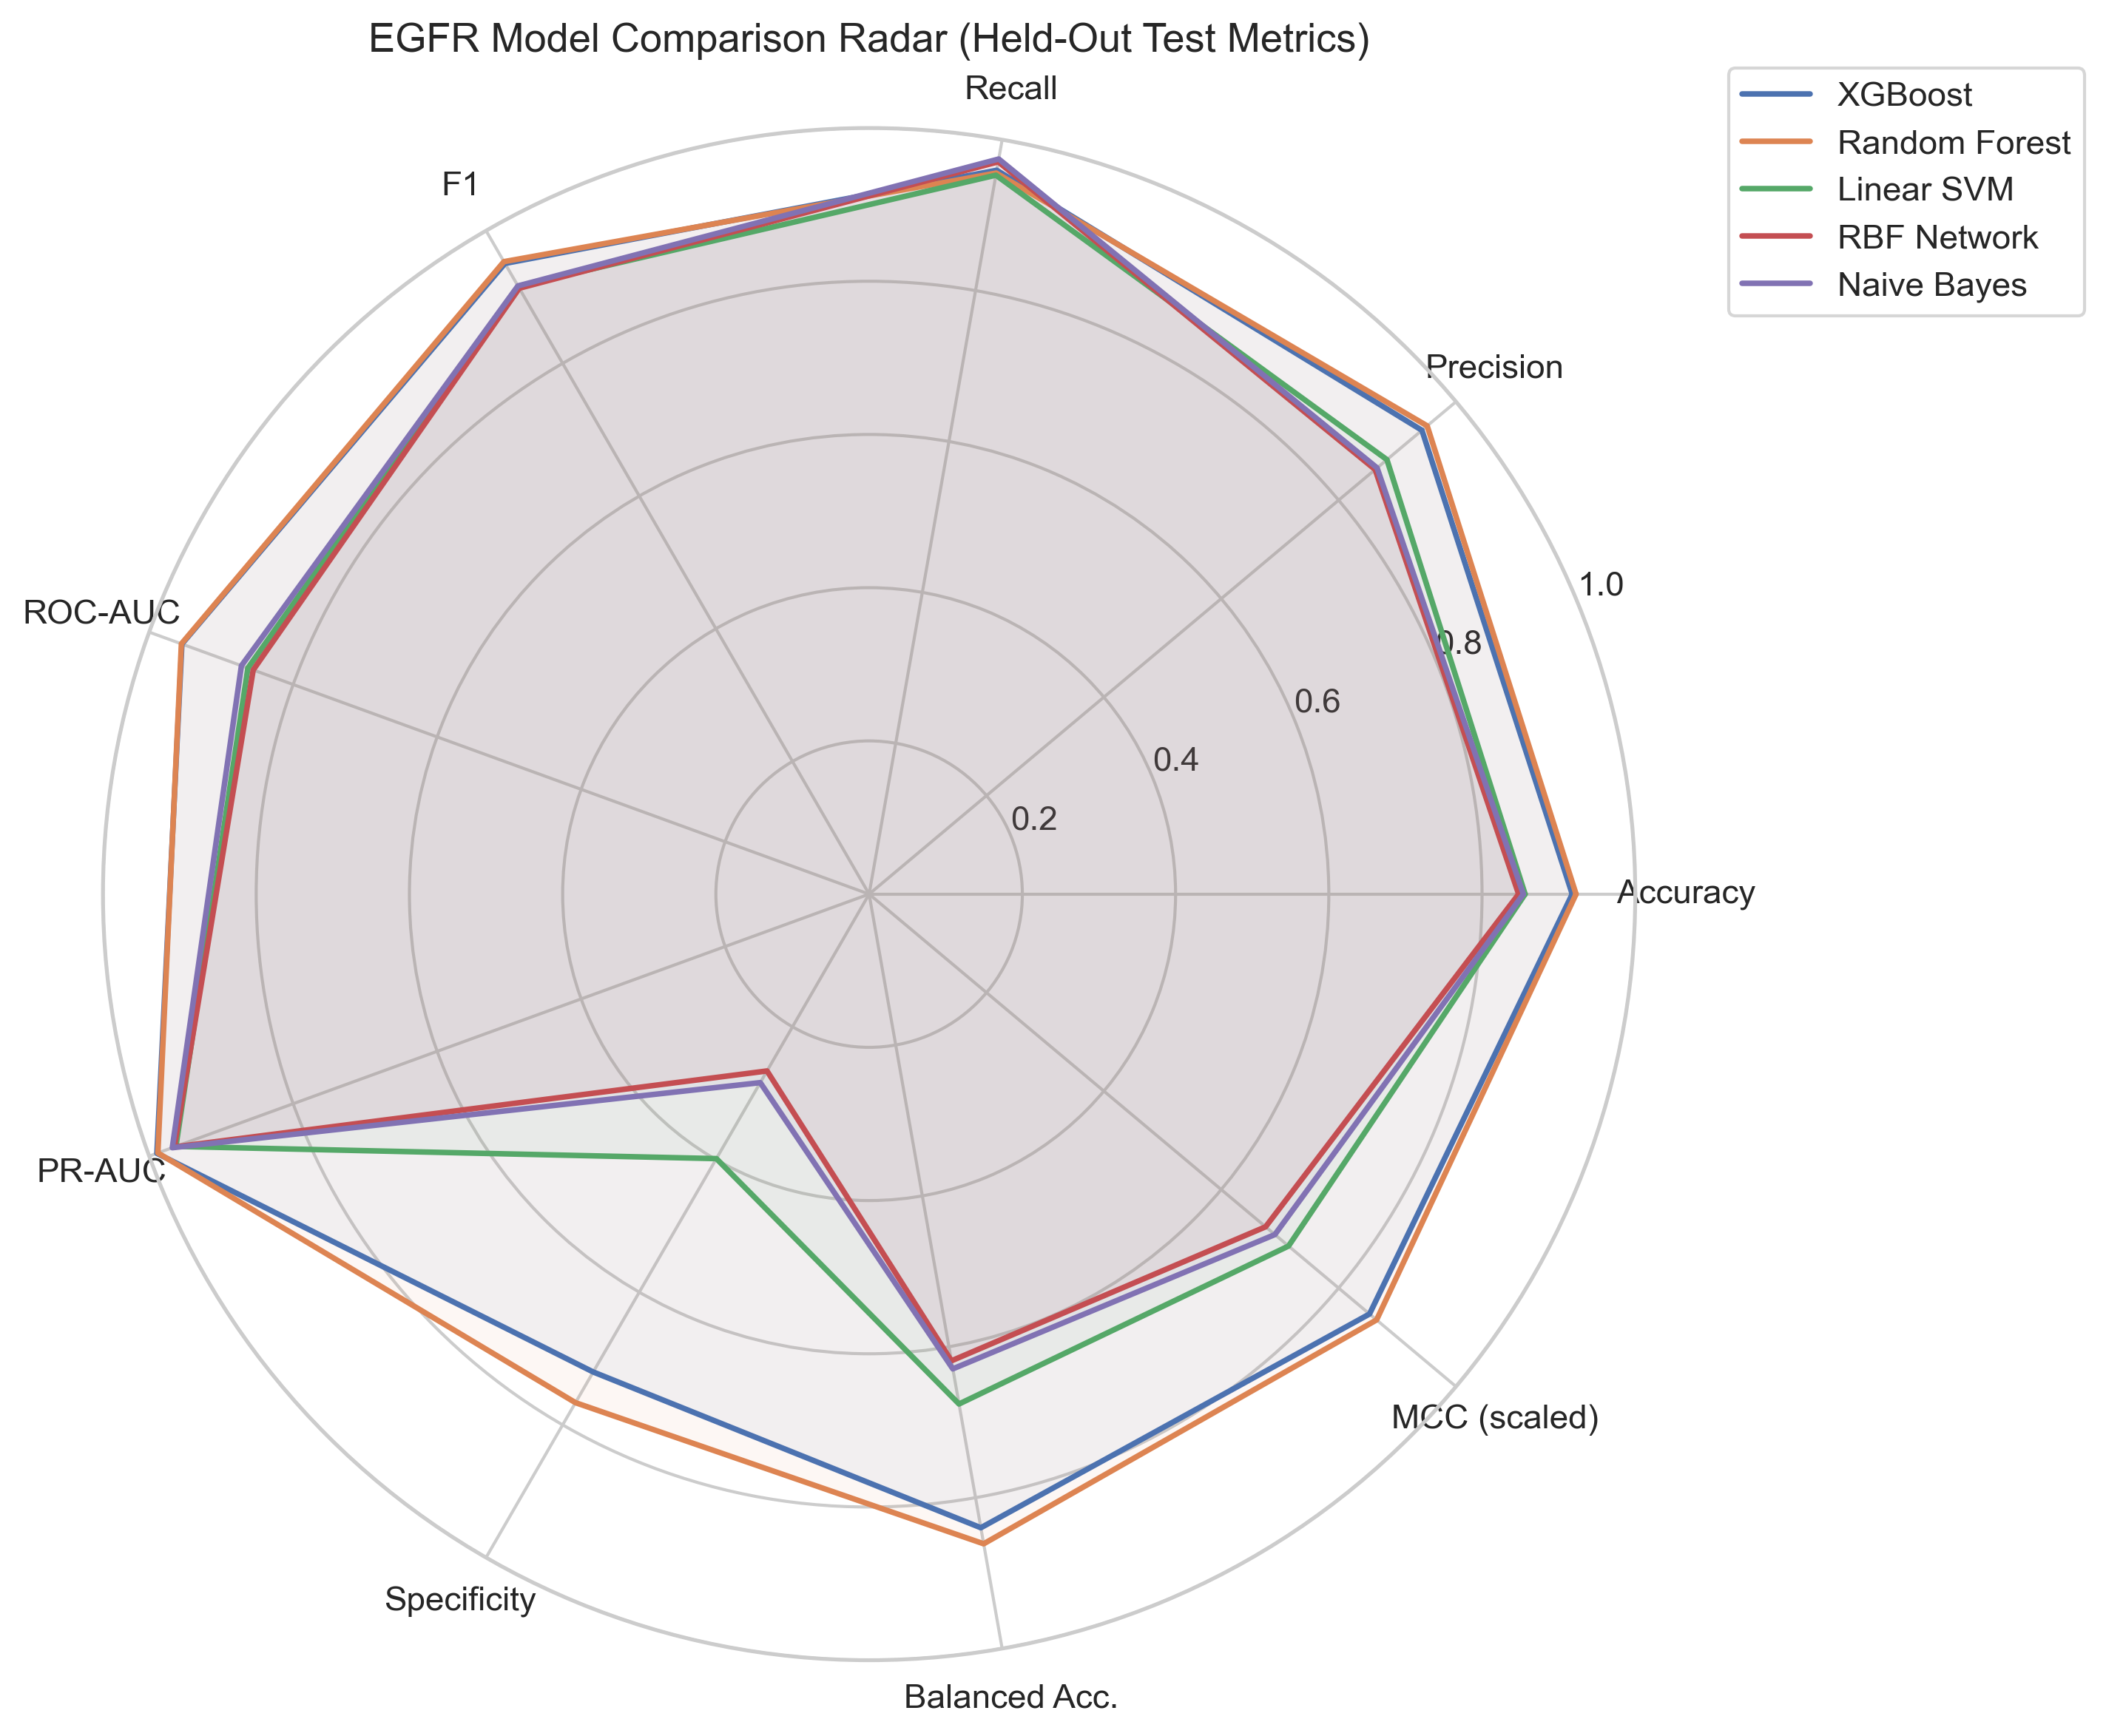 EGFR Model Comparison Radar (Held-Out Test Metrics)
XGBoost
Random Forest
Linear SVM
RBF Network
Naive Bayes
Recall
F1
Precision
1.0
ROC-AUC
0.8
0.6
0.4
0.2
Accuracy
PR-AUC
MCC (scaled)
Specificity
Balanced Acc.